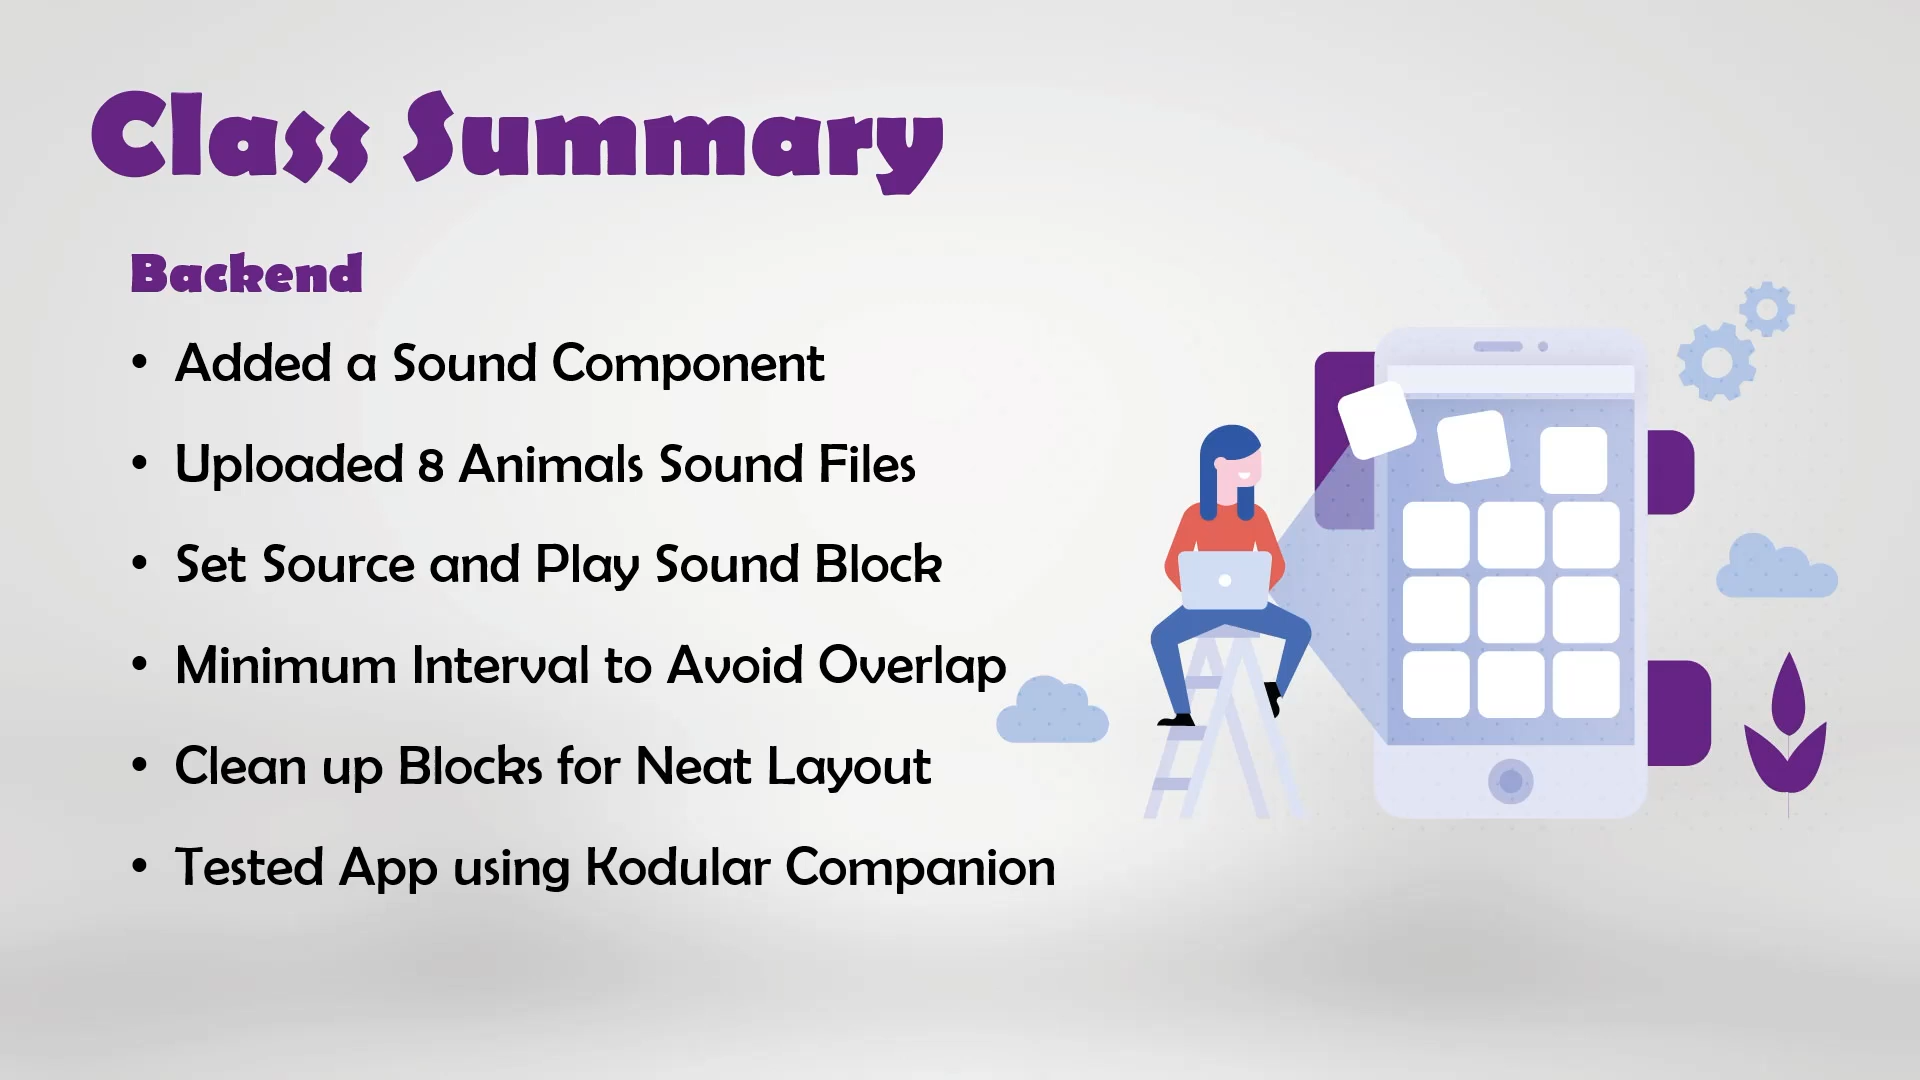 Class Summary
Backend
• Added a Sound Component
• Uploaded 8 Animals Sound Files
• Set Source and Play Sound Block
• Minimum Interval to Avoid Overlap
• Clean up Blocks for Neat Layout
• Tested App using Kodular Companion